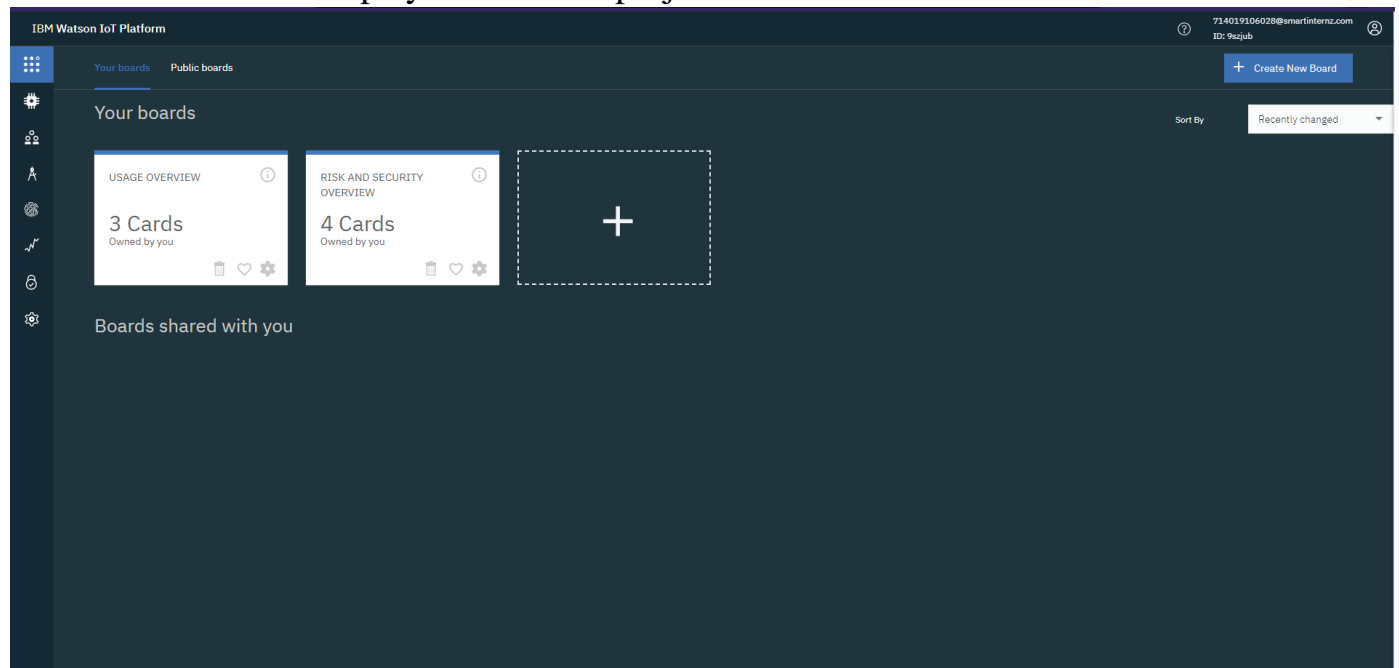 IBM Watson IoT Platform
714019106028@smartinternz.com
ID: 9szjub
Your boards Public boards
+ Create New Board
Your boards
Sort By Recently changed
USAGE OVERVIEW
3 Cards
Owned by you
RISK AND SECURITY
OVERVIEW
4 Cards
Owned by you
Boards shared with you